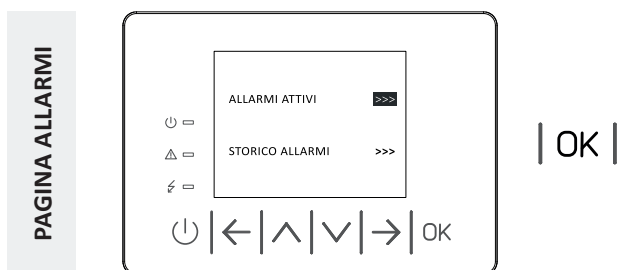 PAGINA ALLARMI
ALLARMI ATTIVI >>>
STORICO ALLARMI >>>
OK
OK